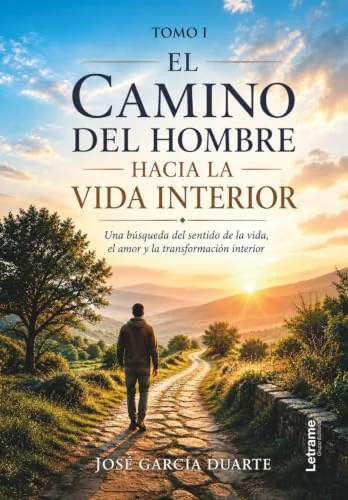 TOMO I
EL
CAMINO
DEL HOMBRE
HACIA LA
VIDA INTERIOR
Una búsqueda del sentido de la vida,
el amor y la transformación interior
JOSÉ GARCÍA DUARTE
Letrame